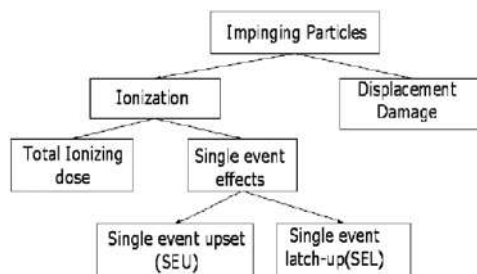 Impinging Particles
Ionization
Displacement
Damage
Total Ionizing
dose
Single event
effects
Single event upset
(SEU)
Single event
latch-up(SEL)